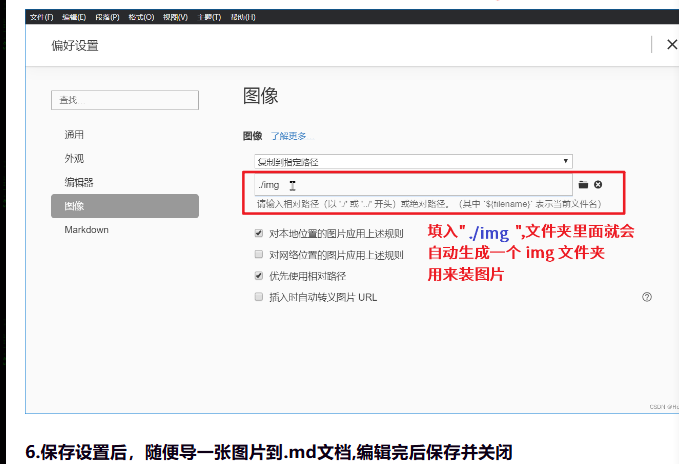 文件(F) 编辑(E) 段落(P) 格式(O) 视图(V) 主题(T) 帮助(H)
偏好设置
图像
查找...
通用
图像 了解更多...
外观
复制到指定路径
编辑器
./img
图像
请输入相对路径（以 './' 或 '../' 开头）或绝对路径。（其中 '${filename}' 表示当前文件名）
Markdown
对本地位置的图片应用上述规则
填入"./img",文件夹里面就会
对网络位置的图片应用上述规则
自动生成一个 img 文件夹
优先使用相对路径
用来装图片
插入时自动转义图片 URL
6.保存设置后，随便导一张图片到.md文档,编辑完后保存并关闭